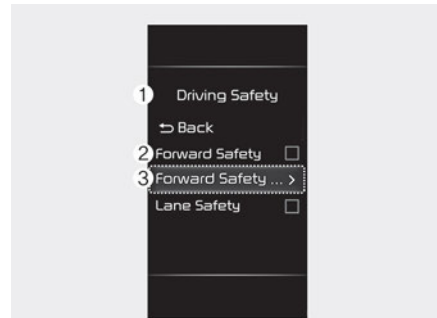 1 Driving Safety
Back
2 Forward Safety
3 Forward Safety ... >
Lane Safety